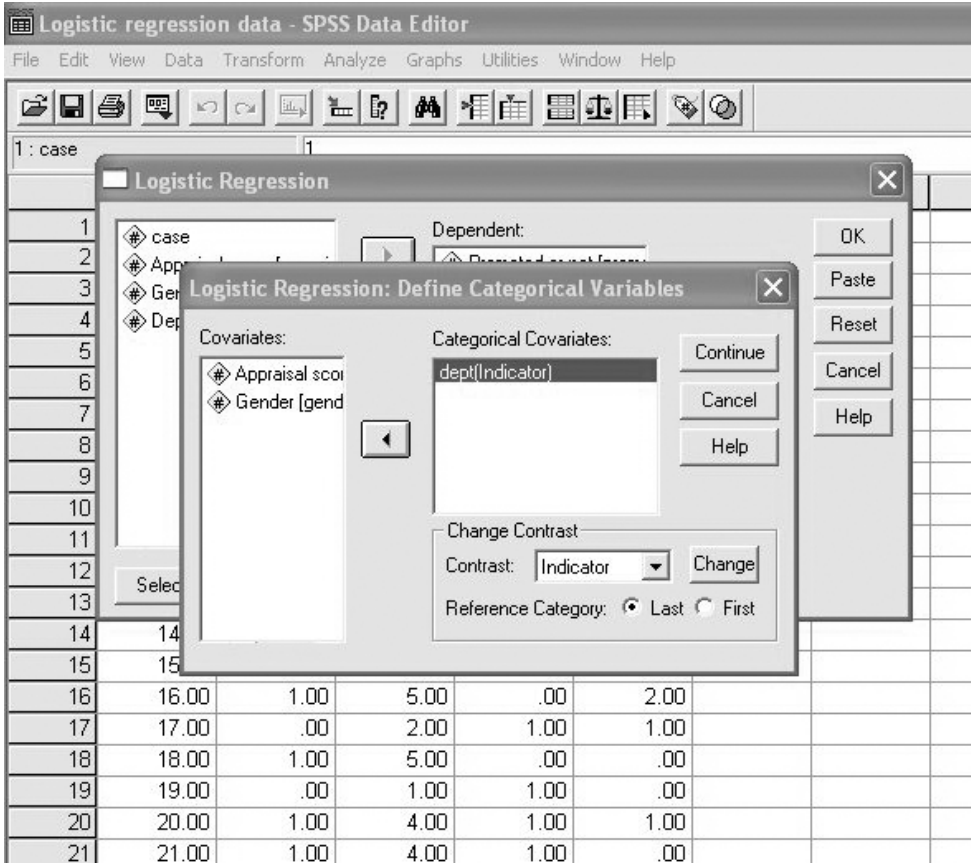 Logistic regression data - SPSS Data Editor
File Edit View Data Transform Analyze Graphs Utilities Window Help
1 : case 1
Logistic Regression
case
Dependent:
OK
Paste
Reset
Cancel
Help
Logistic Regression: Define Categorical Variables
Covariates:
Appraisal scor
Gender [gend
Categorical Covariates:
dept(Indicator)
Continue
Cancel
Help
Change Contrast
Contrast: Indicator Change
Reference Category: Last First
Selec
1
2
3
4
5
6
7
8
9
10
11
12
13
14 14
15 15
16 16.00 1.00 5.00 .00 2.00
17 17.00 .00 2.00 1.00 1.00
18 18.00 1.00 5.00 .00 .00
19 19.00 .00 1.00 1.00 .00
20 20.00 1.00 4.00 1.00 1.00
21 21.00 1.00 4.00 1.00 .00